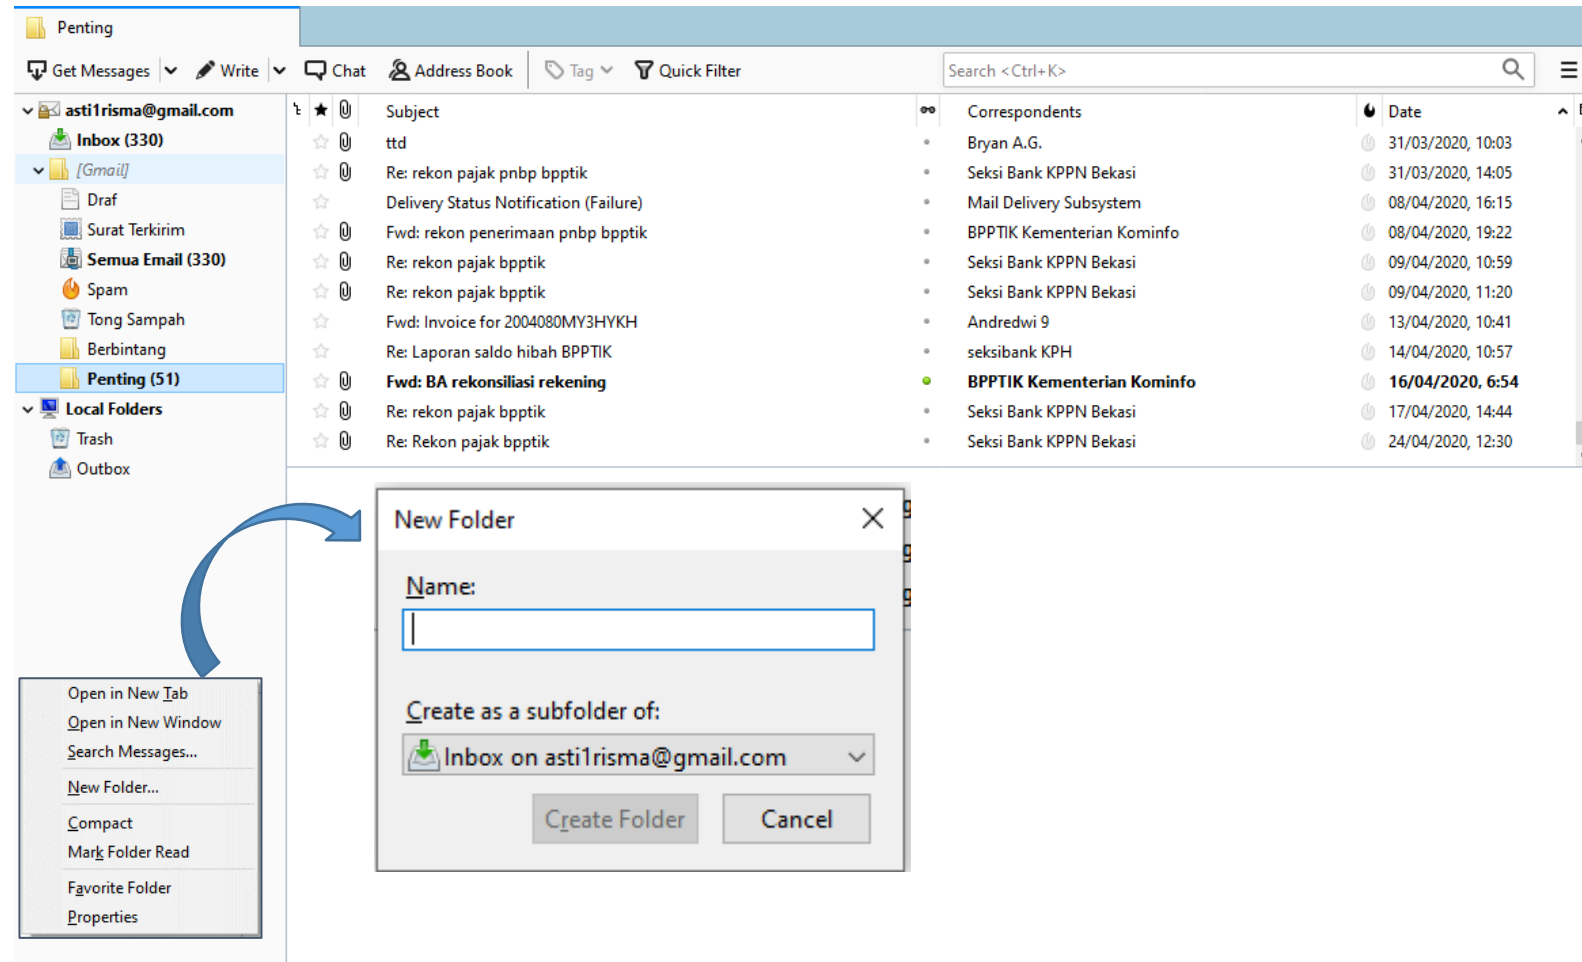 Penting
Get Messages Write Chat Address Book Tag Quick Filter Search <Ctrl+K>
asti1risma@gmail.com
Inbox (330)
[Gmail]
Draf
Surat Terkirim
Semua Email (330)
Spam
Tong Sampah
Berbintang
Penting (51)
Local Folders
Trash
Outbox
Subject Correspondents Date
ttd Bryan A.G. 31/03/2020, 10:03
Re: rekon pajak pnbp bpptik Seksi Bank KPPN Bekasi 31/03/2020, 14:05
Delivery Status Notification (Failure) Mail Delivery Subsystem 08/04/2020, 16:15
Fwd: rekon penerimaan pnbp bpptik BPPTIK Kementerian Kominfo 08/04/2020, 19:22
Re: rekon pajak bpptik Seksi Bank KPPN Bekasi 09/04/2020, 10:59
Re: rekon pajak bpptik Seksi Bank KPPN Bekasi 09/04/2020, 11:20
Fwd: Invoice for 2004080MY3HYKH Andredwi 9 13/04/2020, 10:41
Re: Laporan saldo hibah BPPTIK seksibank KPH 14/04/2020, 10:57
Fwd: BA rekonsiliasi rekening BPPTIK Kementerian Kominfo 16/04/2020, 6:54
Re: rekon pajak bpptik Seksi Bank KPPN Bekasi 17/04/2020, 14:44
Re: Rekon pajak bpptik Seksi Bank KPPN Bekasi 24/04/2020, 12:30
New Folder
Name:
Create as a subfolder of:
Inbox on asti1risma@gmail.com
Create Folder Cancel
Open in New Tab
Open in New Window
Search Messages...
New Folder...
Compact
Mark Folder Read
Favorite Folder
Properties